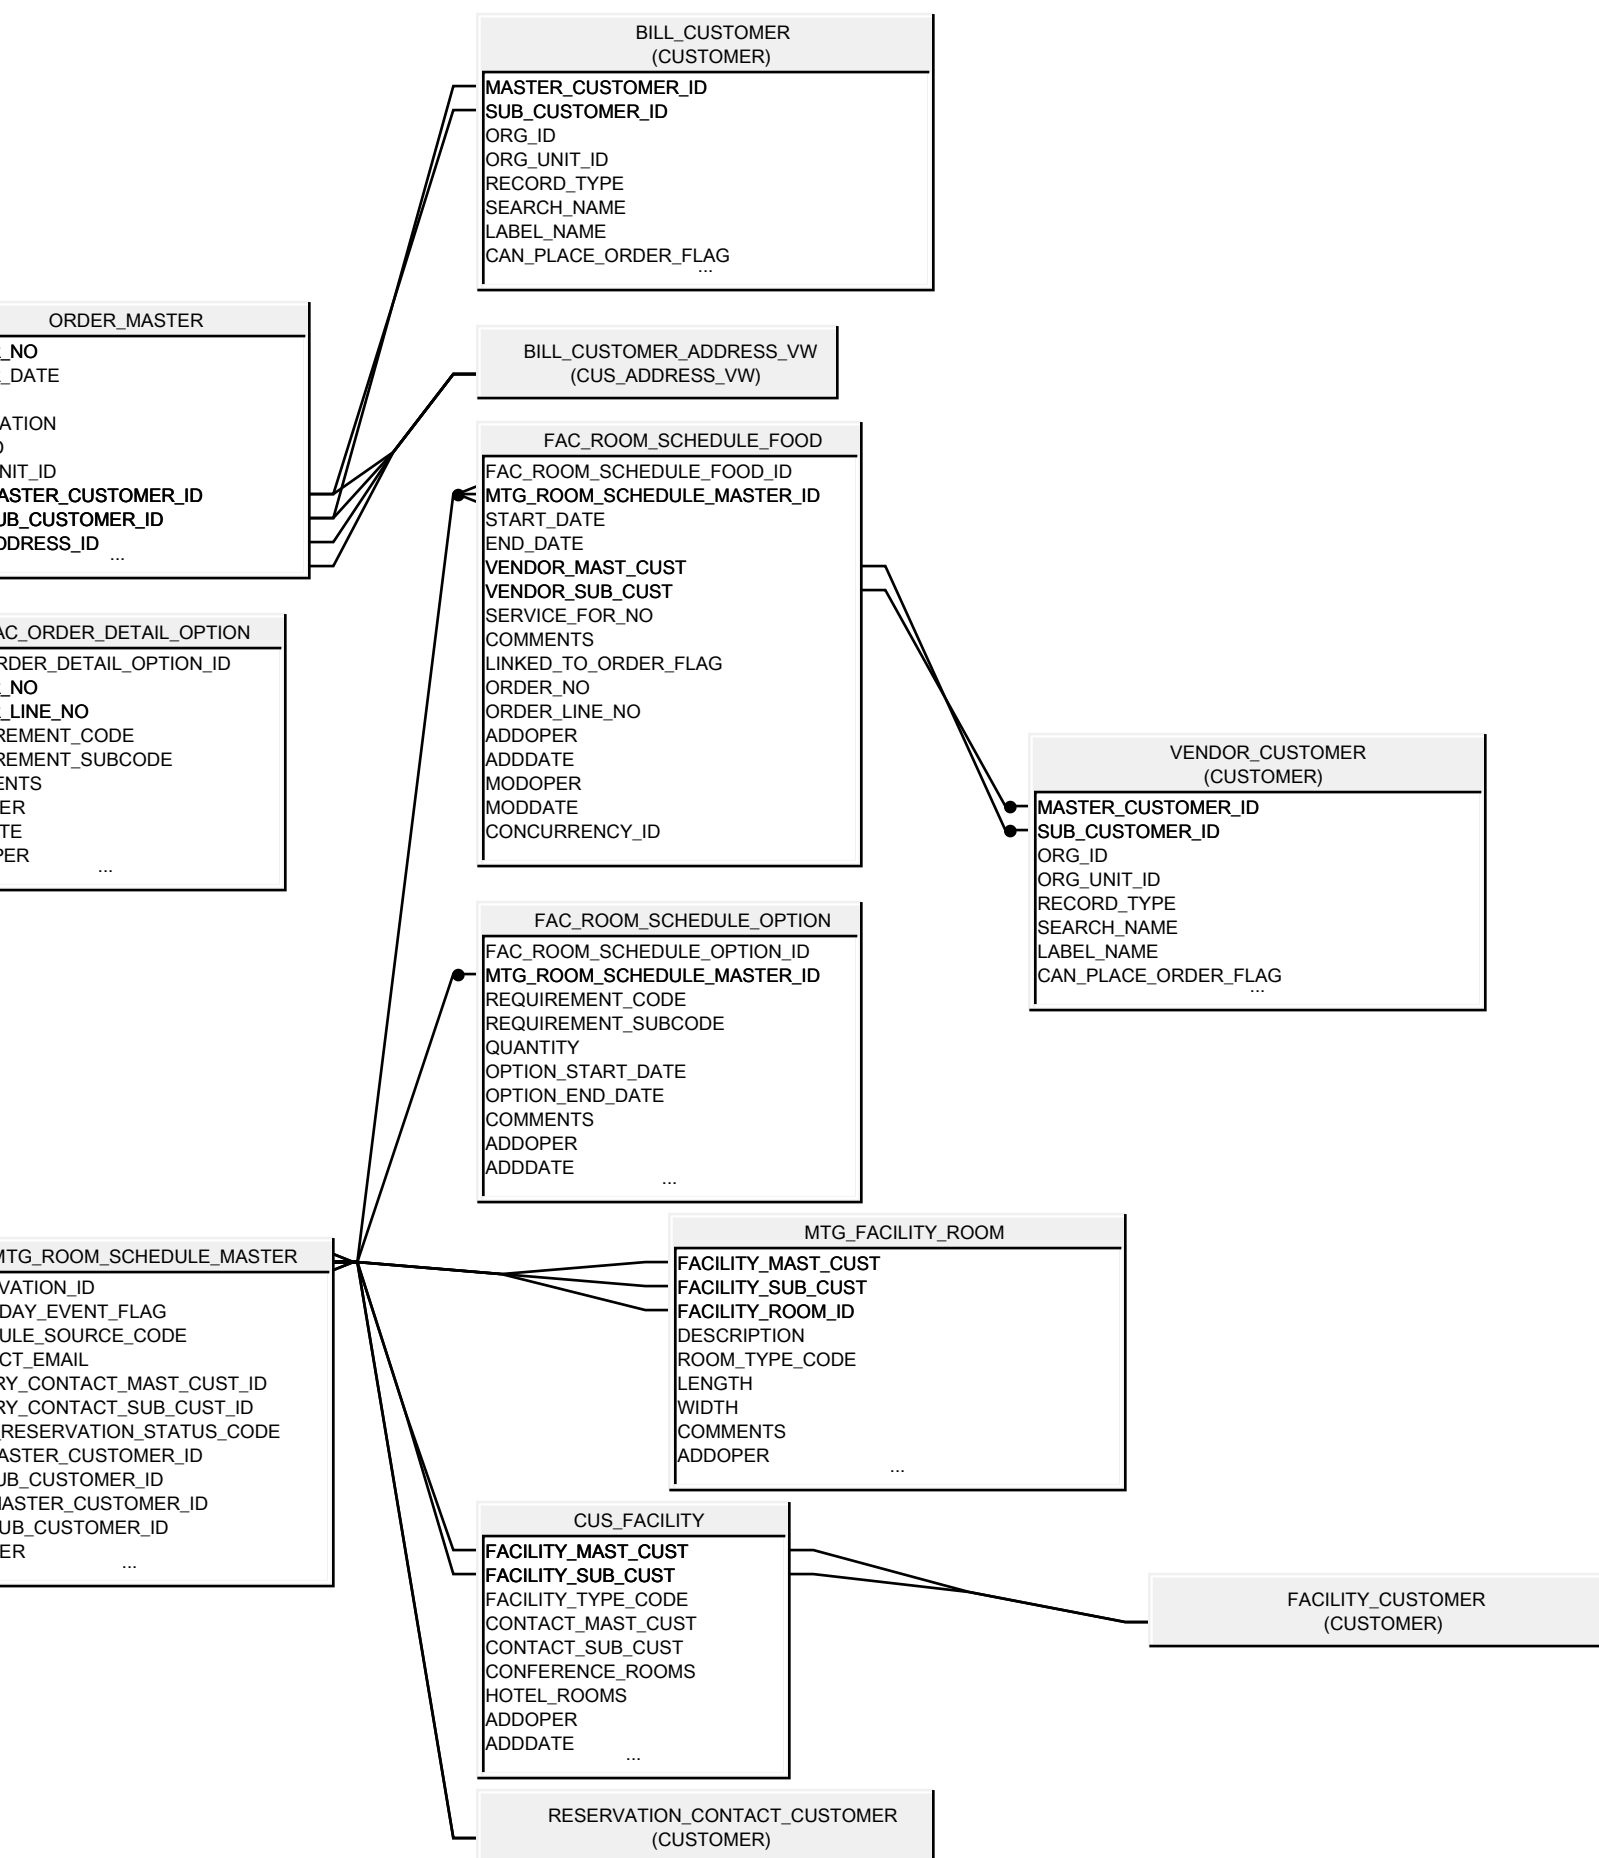 BILL_CUSTOMER
(CUSTOMER)
MASTER_CUSTOMER_ID
SUB_CUSTOMER_ID
ORG_ID
ORG_UNIT_ID
RECORD_TYPE
SEARCH_NAME
LABEL_NAME
CAN_PLACE_ORDER_FLAG
...
ORDER_MASTER
_NO
_DATE
ATION
D
NIT_ID
ASTER_CUSTOMER_ID
UB_CUSTOMER_ID
DDRESS_ID
...
BILL_CUSTOMER_ADDRESS_VW
(CUS_ADDRESS_VW)
FAC_ROOM_SCHEDULE_FOOD
FAC_ROOM_SCHEDULE_FOOD_ID
MTG_ROOM_SCHEDULE_MASTER_ID
START_DATE
END_DATE
VENDOR_MAST_CUST
VENDOR_SUB_CUST
SERVICE_FOR_NO
COMMENTS
LINKED_TO_ORDER_FLAG
ORDER_NO
ORDER_LINE_NO
ADDOPER
ADDDATE
MODOPER
MODDATE
CONCURRENCY_ID
AC_ORDER_DETAIL_OPTION
RDER_DETAIL_OPTION_ID
_NO
_LINE_NO
REMENT_CODE
REMENT_SUBCODE
ENTS
ER
TE
PER
...
VENDOR_CUSTOMER
(CUSTOMER)
MASTER_CUSTOMER_ID
SUB_CUSTOMER_ID
ORG_ID
ORG_UNIT_ID
RECORD_TYPE
SEARCH_NAME
LABEL_NAME
CAN_PLACE_ORDER_FLAG
...
FAC_ROOM_SCHEDULE_OPTION
FAC_ROOM_SCHEDULE_OPTION_ID
MTG_ROOM_SCHEDULE_MASTER_ID
REQUIREMENT_CODE
REQUIREMENT_SUBCODE
QUANTITY
OPTION_START_DATE
OPTION_END_DATE
COMMENTS
ADDOPER
ADDDATE
...
MTG_ROOM_SCHEDULE_MASTER
VATION_ID
DAY_EVENT_FLAG
ULE_SOURCE_CODE
CT_EMAIL
RY_CONTACT_MAST_CUST_ID
RY_CONTACT_SUB_CUST_ID
_RESERVATION_STATUS_CODE
ASTER_CUSTOMER_ID
UB_CUSTOMER_ID
MASTER_CUSTOMER_ID
UB_CUSTOMER_ID
ER
...
MTG_FACILITY_ROOM
FACILITY_MAST_CUST
FACILITY_SUB_CUST
FACILITY_ROOM_ID
DESCRIPTION
ROOM_TYPE_CODE
LENGTH
WIDTH
COMMENTS
ADDOPER
...
CUS_FACILITY
FACILITY_MAST_CUST
FACILITY_SUB_CUST
FACILITY_TYPE_CODE
CONTACT_MAST_CUST
CONTACT_SUB_CUST
CONFERENCE_ROOMS
HOTEL_ROOMS
ADDOPER
ADDDATE
...
FACILITY_CUSTOMER
(CUSTOMER)
RESERVATION_CONTACT_CUSTOMER
(CUSTOMER)